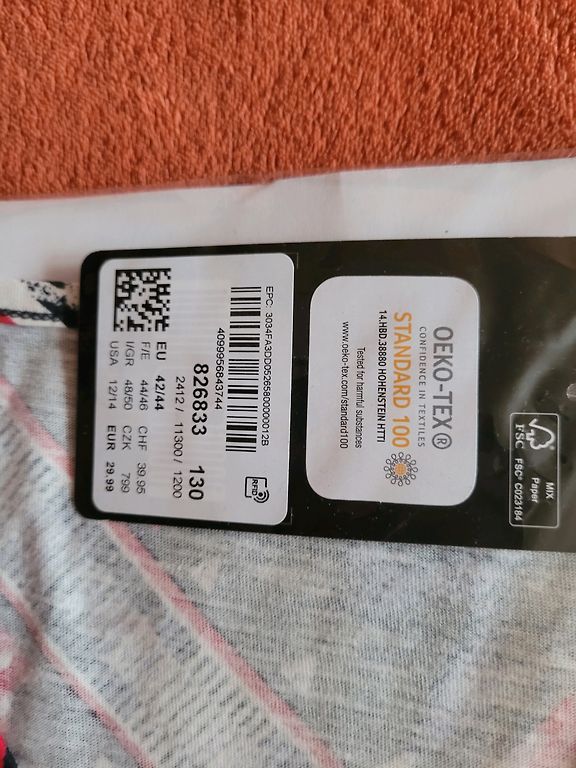 MIX
Paper
FSC
FSC® C023184
OEKO-TEX®
CONFIDENCE IN TEXTILES
STANDARD 100
14.HBD.38880 HOHENSTEIN HTTI
Tested for harmful substances
www.oeko-tex.com/standard100
EPC: 3034FA3DD05265800000012B
4099956843744
RFID
826833 130
2412 / 11300 / 1200
EU 42/44
F/E 44/46 CHF 39.95
I/GR 48/50 CZK 799
USA 12/14 EUR 29.99